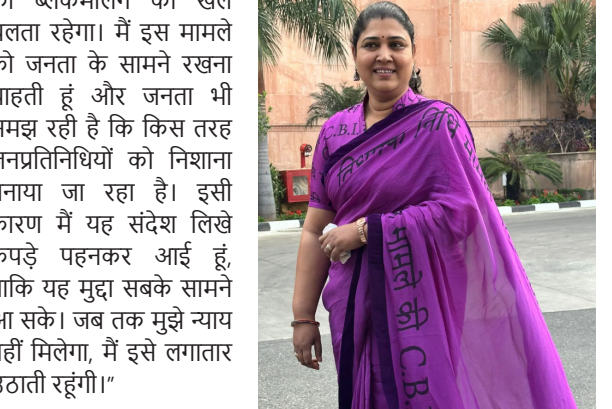 चलता रहेगा। मैं इस मामले
को जनता के सामने रखना
चाहती हूं और जनता भी
समझ रही है कि किस तरह
जनप्रतिनिधियों को निशाना
बनाया जा रहा है। इसी
कारण मैं यह संदेश लिखे
कपड़े पहनकर आई हूं,
ताकि यह मुद्दा सबके सामने
आ सके। जब तक मुझे न्याय
नहीं मिलेगा, मैं इसे लगातार
उठाती रहूंगी।”
C.B.I.
विधायक निधि
मामले की C.B.